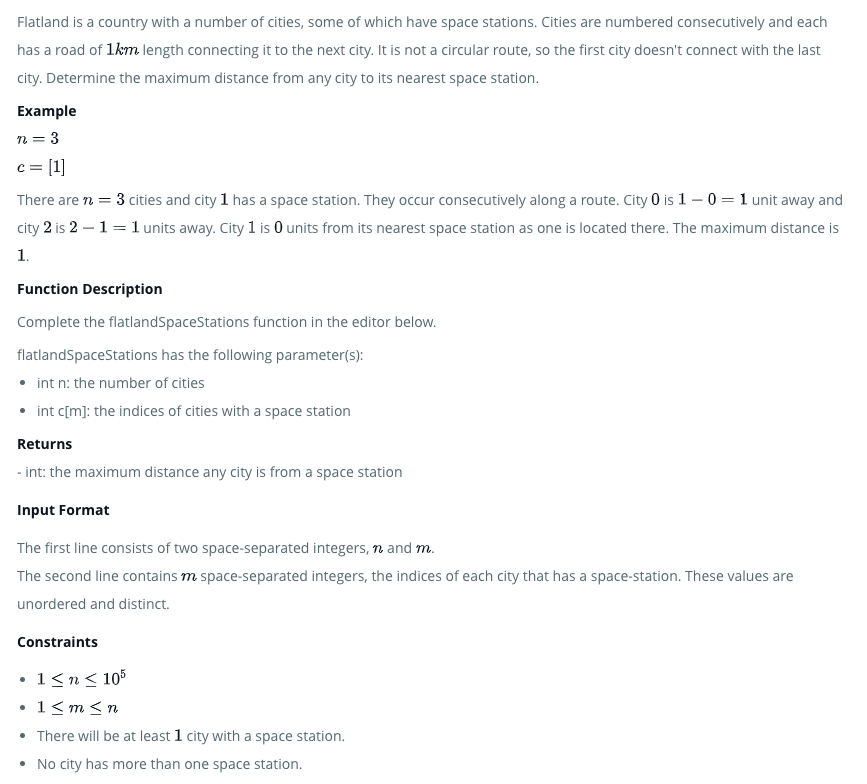 Flatland is a country with a number of cities, some of which have space stations. Cities are numbered consecutively and each
has a road of 1km length connecting it to the next city. It is not a circular route, so the first city doesn't connect with the last
city. Determine the maximum distance from any city to its nearest space station.
Example
n = 3
c = [1]
There are n = 3 cities and city 1 has a space station. They occur consecutively along a route. City 0 is 1 − 0 = 1 unit away and
city 2 is 2 − 1 = 1 units away. City 1 is 0 units from its nearest space station as one is located there. The maximum distance is
1.
Function Description
Complete the flatlandSpaceStations function in the editor below.
flatlandSpaceStations has the following parameter(s):
• int n: the number of cities
• int c[m]: the indices of cities with a space station
Returns
- int: the maximum distance any city is from a space station
Input Format
The first line consists of two space-separated integers, n and m.
The second line contains m space-separated integers, the indices of each city that has a space-station. These values are
unordered and distinct.
Constraints
• 1 ≤ n ≤ 10⁵
• 1 ≤ m ≤ n
• There will be at least 1 city with a space station.
• No city has more than one space station.